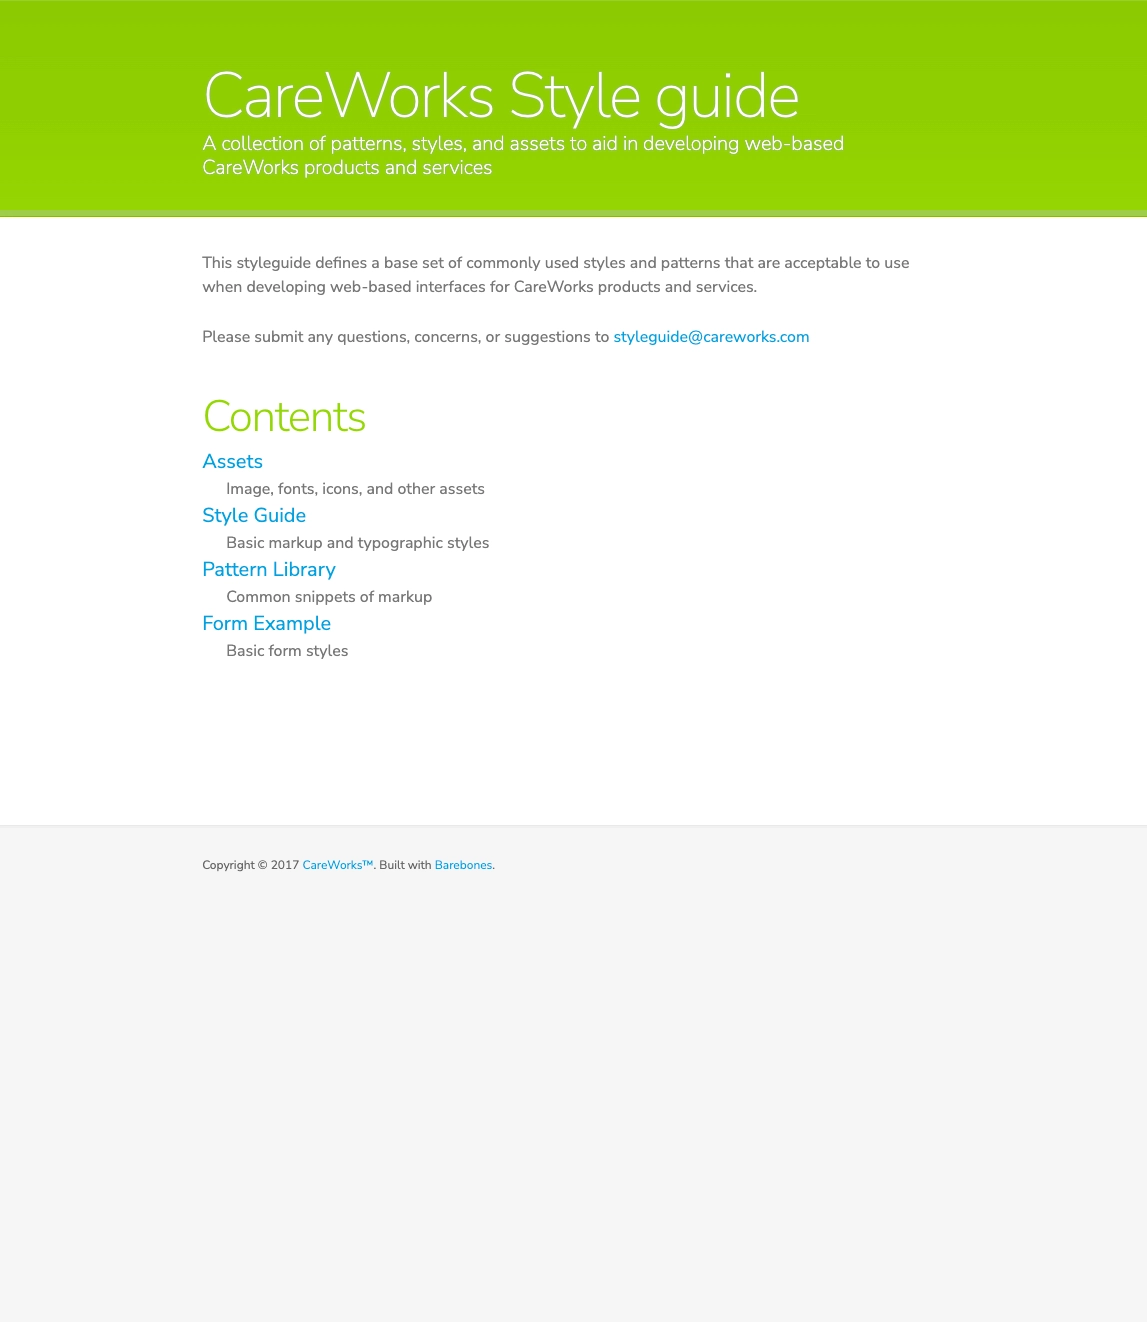 CareWorks Style guide
A collection of patterns, styles, and assets to aid in developing web-based
CareWorks products and services
This styleguide defines a base set of commonly used styles and patterns that are acceptable to use
when developing web-based interfaces for CareWorks products and services.
Please submit any questions, concerns, or suggestions to styleguide@careworks.com
Contents
Assets
Image, fonts, icons, and other assets
Style Guide
Basic markup and typographic styles
Pattern Library
Common snippets of markup
Form Example
Basic form styles
Copyright © 2017 CareWorks™. Built with Barebones.